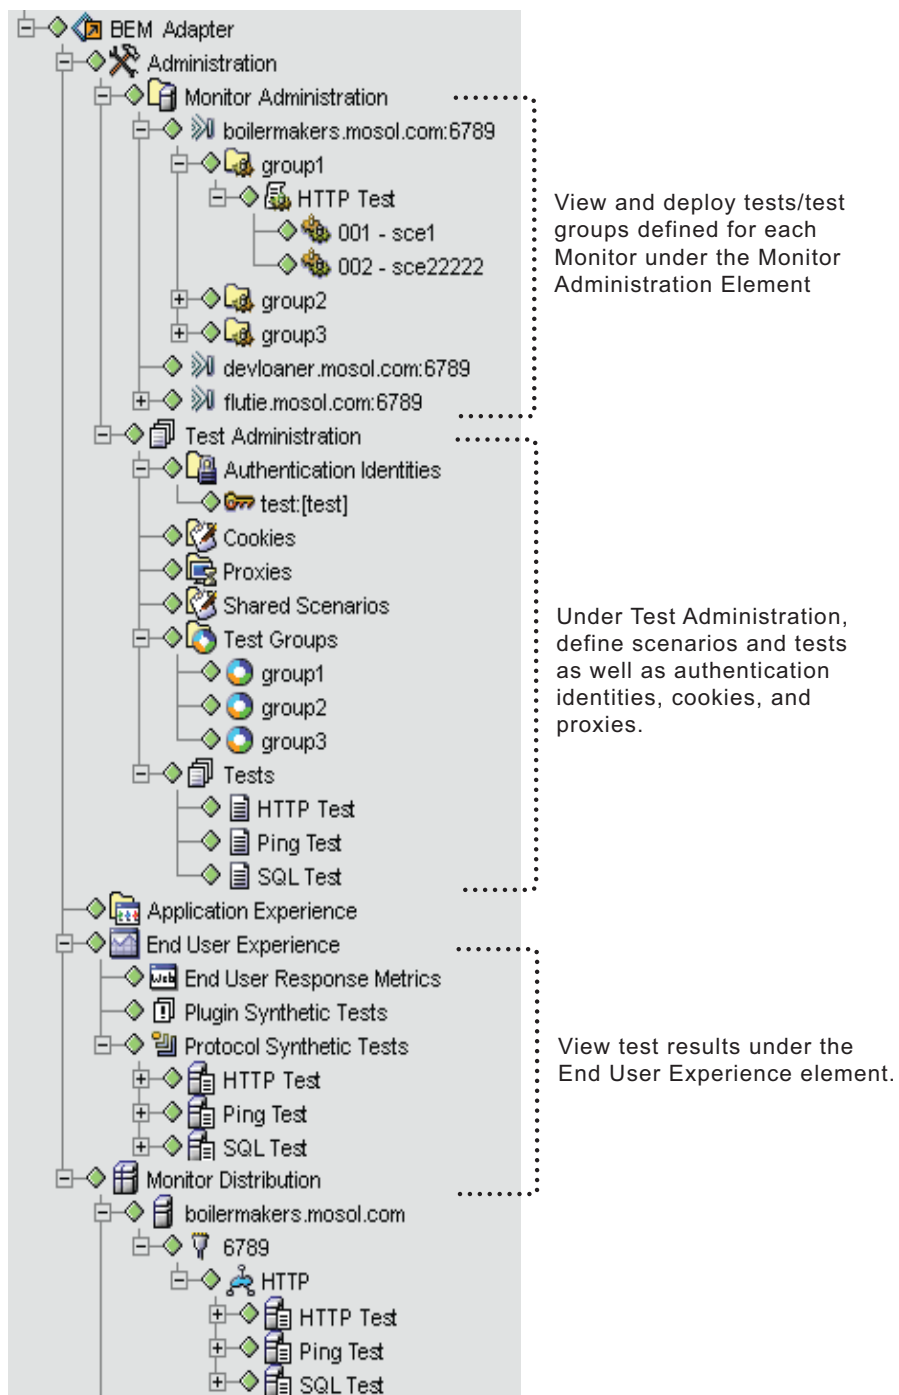 BEM Adapter
Administration
Monitor Administration
boilermakers.mosol.com:6789
group1
HTTP Test
001 - sce1
002 - sce22222
group2
group3
devloaner.mosol.com:6789
flutie.mosol.com:6789
View and deploy tests/test
groups defined for each
Monitor under the Monitor
Administration Element
Test Administration
Authentication Identities
test:[test]
Cookies
Proxies
Shared Scenarios
Test Groups
group1
group2
group3
Tests
HTTP Test
Ping Test
SQL Test
Under Test Administration,
define scenarios and tests
as well as authentication
identities, cookies, and
proxies.
Application Experience
End User Experience
Web
End User Response Metrics
Plugin Synthetic Tests
Protocol Synthetic Tests
HTTP Test
Ping Test
SQL Test
View test results under the
End User Experience element.
Monitor Distribution
boilermakers.mosol.com
6789
HTTP
HTTP Test
Ping Test
SQL Test